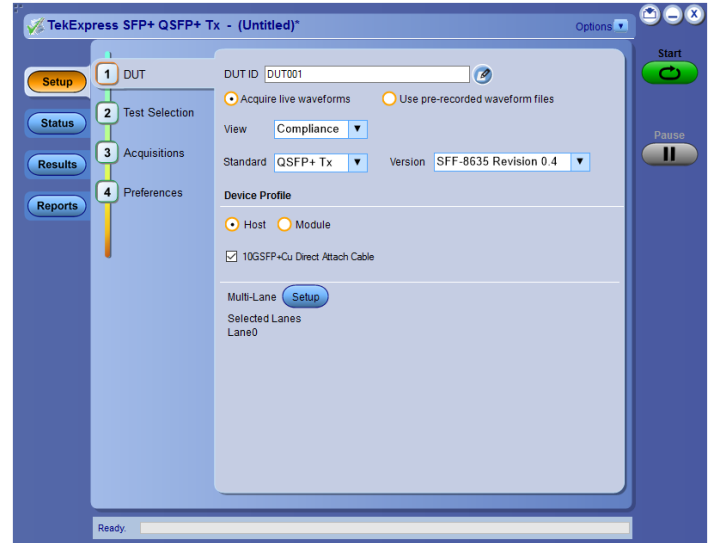 TekExpress SFP+ QSFP+ Tx - (Untitled)* Options
Start
Pause
Setup
Status
Results
Reports
1 DUT
2 Test Selection
3 Acquisitions
4 Preferences
DUT ID DUT001
Acquire live waveforms Use pre-recorded waveform files
View Compliance
Standard QSFP+ Tx Version SFF-8635 Revision 0.4
Device Profile
Host Module
10GSFP+Cu Direct Attach Cable
Multi-Lane Setup
Selected Lanes
Lane0
Ready.